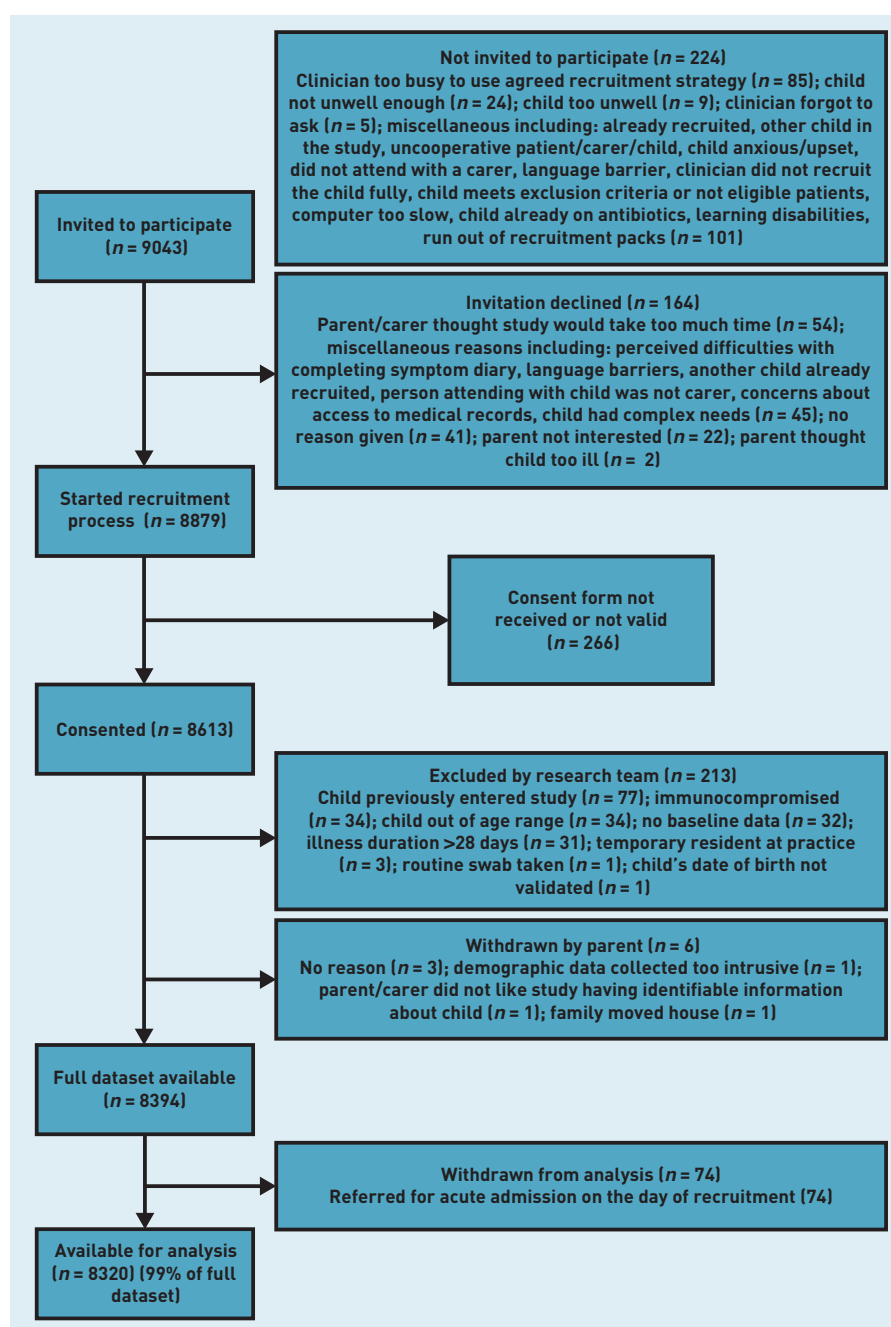 Not invited to participate (n = 224)
Clinician too busy to use agreed recruitment strategy (n = 85); child
not unwell enough (n = 24); child too unwell (n = 9); clinician forgot to
ask (n = 5); miscellaneous including: already recruited, other child in
the study, uncooperative patient/carer/child, child anxious/upset,
did not attend with a carer, language barrier, clinician did not recruit
the child fully, child meets exclusion criteria or not eligible patients,
computer too slow, child already on antibiotics, learning disabilities,
run out of recruitment packs (n = 101)
Invited to participate
(n = 9043)
Invitation declined (n = 164)
Parent/carer thought study would take too much time (n = 54);
miscellaneous reasons including: perceived difficulties with
completing symptom diary, language barriers, another child already
recruited, person attending with child was not carer, concerns about
access to medical records, child had complex needs (n = 45); no
reason given (n = 41); parent not interested (n = 22); parent thought
child too ill (n = 2)
Started recruitment
process (n = 8879)
Consent form not
received or not valid
(n = 266)
Consented (n = 8613)
Excluded by research team (n = 213)
Child previously entered study (n = 77); immunocompromised
(n = 34); child out of age range (n = 34); no baseline data (n = 32);
illness duration >28 days (n = 31); temporary resident at practice
(n = 3); routine swab taken (n = 1); child's date of birth not
validated (n = 1)
Withdrawn by parent (n = 6)
No reason (n = 3); demographic data collected too intrusive (n = 1);
parent/carer did not like study having identifiable information
about child (n = 1); family moved house (n = 1)
Full dataset available
(n = 8394)
Withdrawn from analysis (n = 74)
Referred for acute admission on the day of recruitment (74)
Available for analysis
(n = 8320) (99% of full
dataset)